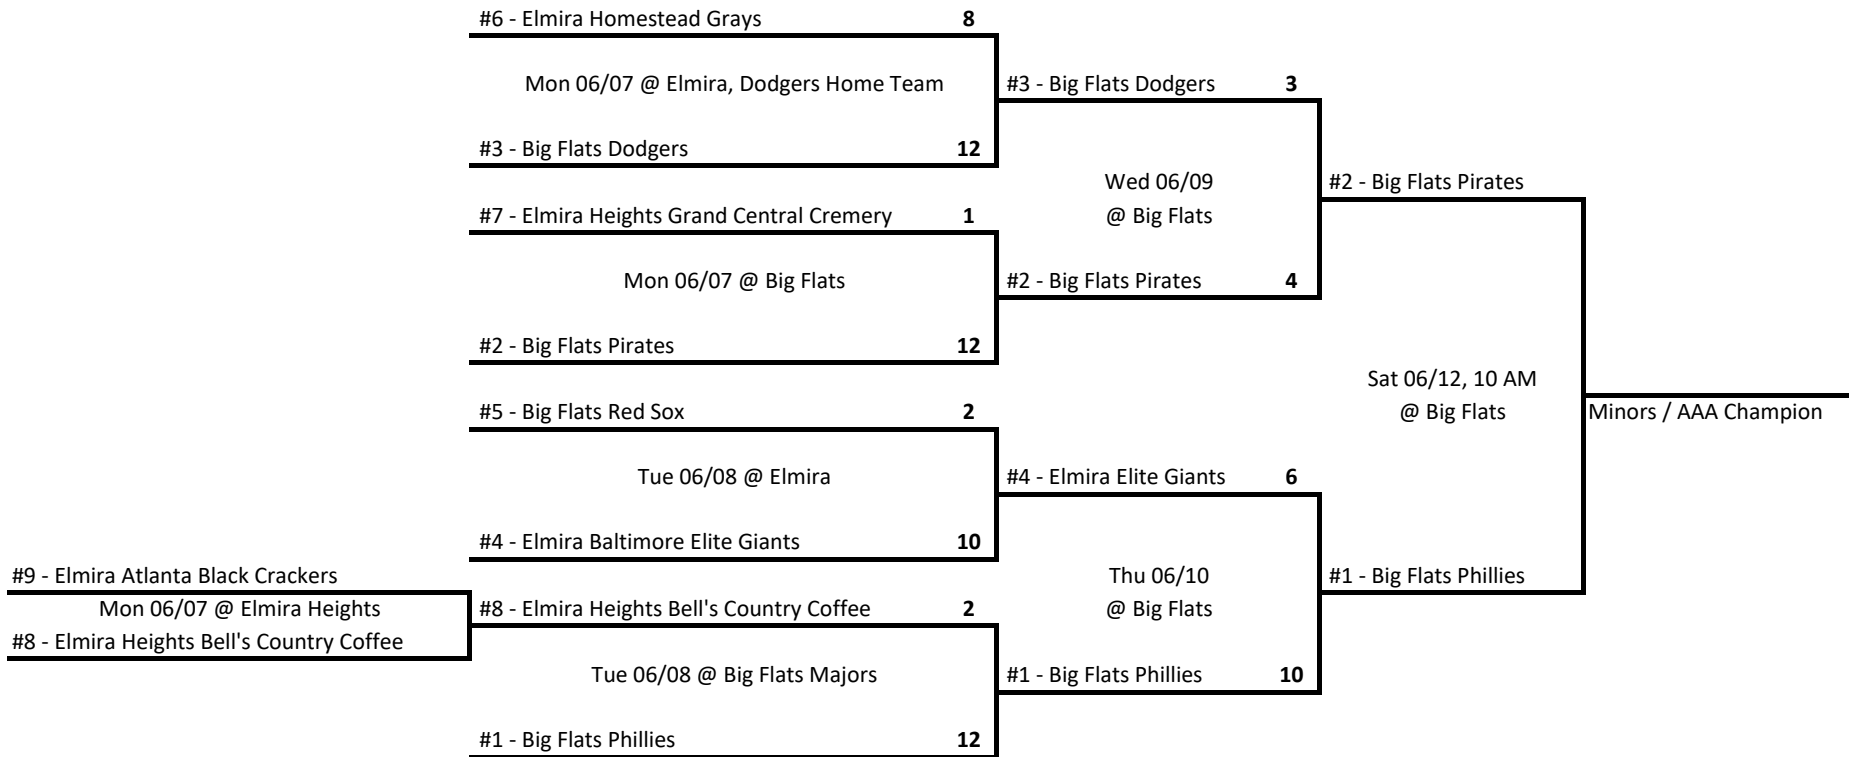 #6 - Elmira Homestead Grays 8
Mon 06/07 @ Elmira, Dodgers Home Team
#3 - Big Flats Dodgers 3
#3 - Big Flats Dodgers 12
Wed 06/09
@ Big Flats
#2 - Big Flats Pirates
#7 - Elmira Heights Grand Central Cremery 1
Mon 06/07 @ Big Flats
#2 - Big Flats Pirates 4
#2 - Big Flats Pirates 12
Sat 06/12, 10 AM
@ Big Flats
Minors / AAA Champion
#5 - Big Flats Red Sox 2
Tue 06/08 @ Elmira
#4 - Elmira Elite Giants 6
#4 - Elmira Baltimore Elite Giants 10
#9 - Elmira Atlanta Black Crackers
Mon 06/07 @ Elmira Heights
#8 - Elmira Heights Bell's Country Coffee
#8 - Elmira Heights Bell's Country Coffee 2
Thu 06/10
@ Big Flats
#1 - Big Flats Phillies
Tue 06/08 @ Big Flats Majors
#1 - Big Flats Phillies 10
#1 - Big Flats Phillies 12